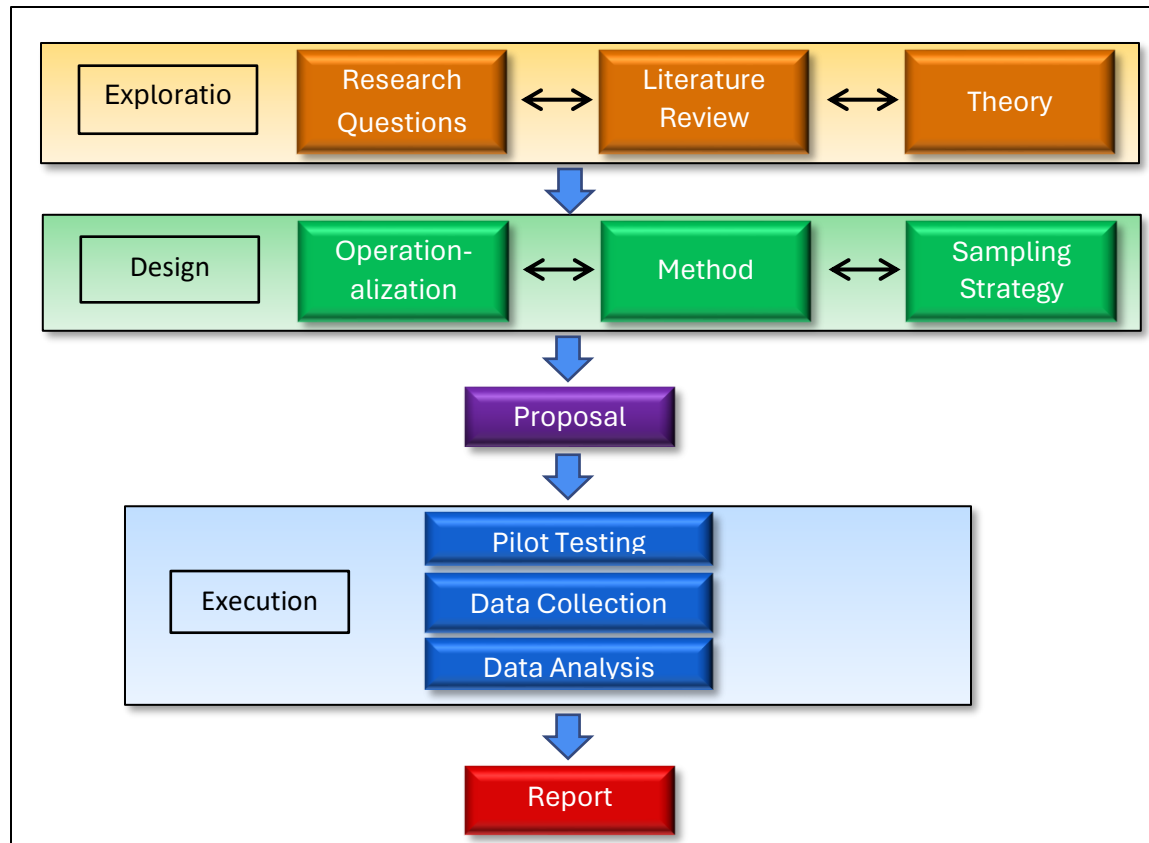 Exploratio
Research
Questions
Literature
Review
Theory
Design
Operation-
alization
Method
Sampling
Strategy
Proposal
Execution
Pilot Testing
Data Collection
Data Analysis
Report